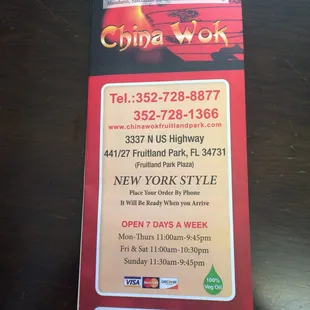 China Wok
Tel.:352-728-8877
352-728-1366
www.chinawokfruitlandpark.com
3337 N US Highway
441/27 Fruitland Park, FL 34731
(Fruitland Park Plaza)
NEW YORK STYLE
Place Your Order By Phone
It Will Be Ready When you Arrive
OPEN 7 DAYS A WEEK
Mon-Thurs 11:00am-9:45pm
Fri & Sat 11:00am-10:30pm
Sunday 11:30am-9:45pm
VISA MasterCard DISCOVER
100%
Veg Oil